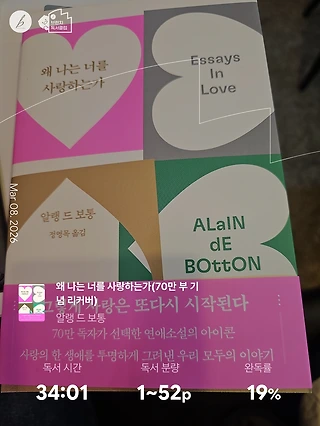 b
왜 나는 너를
사랑하는가
Essays
In
Love
Mar 08, 2026
알랭 드 보통
정영목 옮김
ALaIN
dE
BOttON
왜 나는 너를 사랑하는가(70만 부 기
념 리커버)
알랭 드 보통
사랑은 또다시 시작된다
70만 독자가 선택한 연애소설의 아이콘
사랑의 한 생애를 투명하게 그려낸 우리 모두의 이야기
독서 시간
독서 분량
완독률
34:01
1~52p
19%